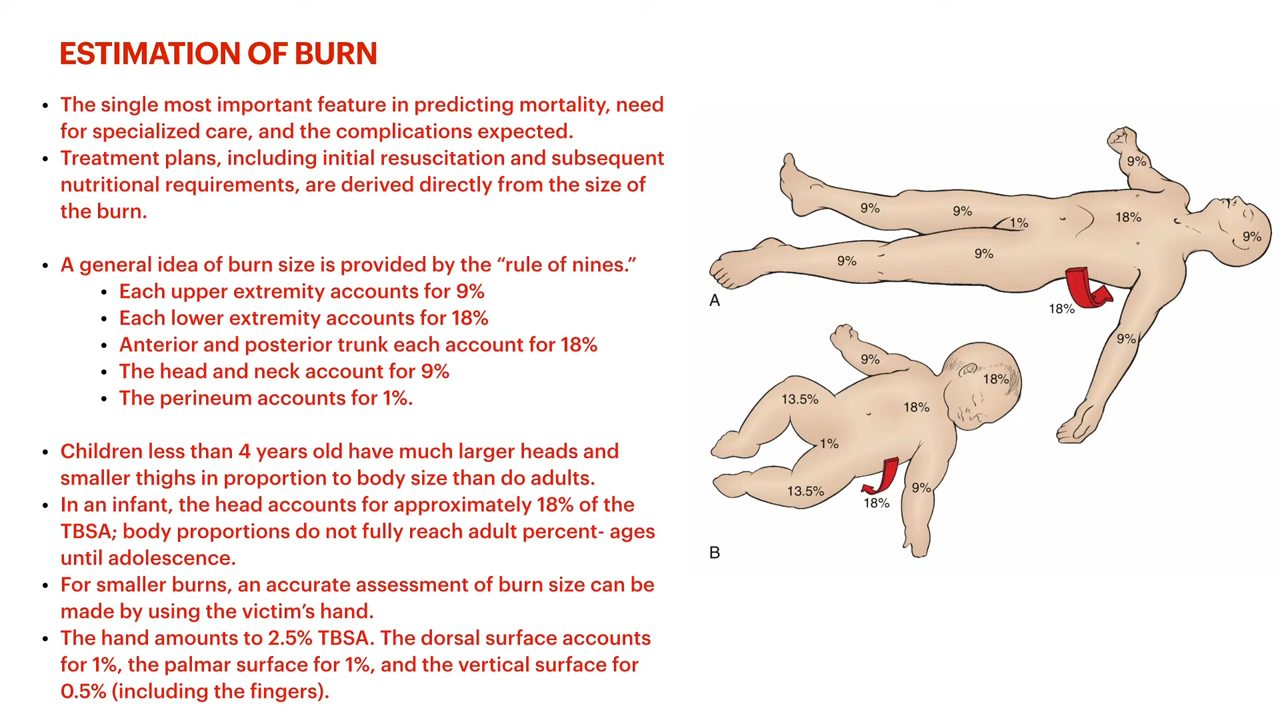 ESTIMATION OF BURN
• The single most important feature in predicting mortality, need
for specialized care, and the complications expected.
• Treatment plans, including initial resuscitation and subsequent
nutritional requirements, are derived directly from the size of
the burn.
• A general idea of burn size is provided by the “rule of nines.”
• Each upper extremity accounts for 9%
• Each lower extremity accounts for 18%
• Anterior and posterior trunk each account for 18%
• The head and neck account for 9%
• The perineum accounts for 1%.
• Children less than 4 years old have much larger heads and
smaller thighs in proportion to body size than do adults.
• In an infant, the head accounts for approximately 18% of the
TBSA; body proportions do not fully reach adult percent- ages
until adolescence.
• For smaller burns, an accurate assessment of burn size can be
made by using the victim’s hand.
• The hand amounts to 2.5% TBSA. The dorsal surface accounts
for 1%, the palmar surface for 1%, and the vertical surface for
0.5% (including the fingers).
9%
9%
9%
1%
18%
9%
9%
9%
A
18%
9%
9%
18%
13.5%
18%
1%
13.5%
9%
18%
B